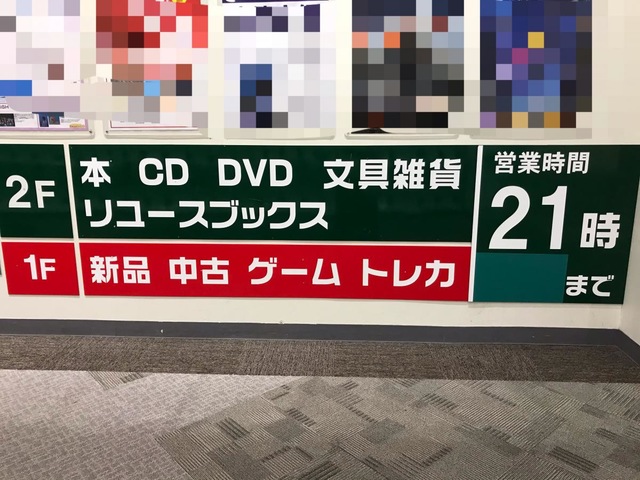 2F 本 CD DVD 文具雑貨
リユースブックス
1F 新品 中古 ゲーム トレカ
営業時間
21時
まで